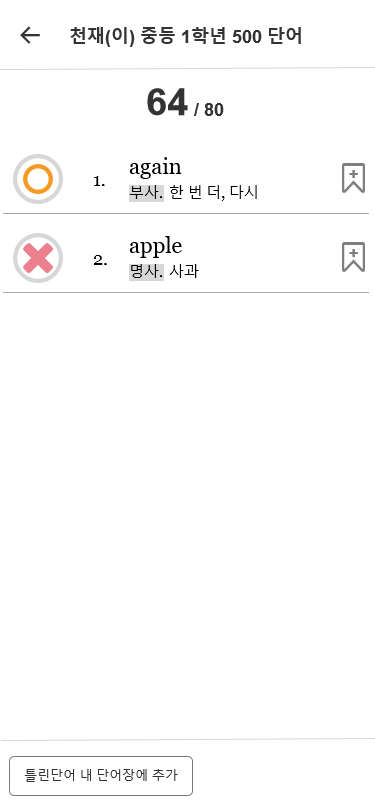 천재(이) 중등 1학년 500 단어
64 / 80
1. again
부사. 한 번 더, 다시
2. apple
명사. 사과
틀린단어 내 단어장에 추가